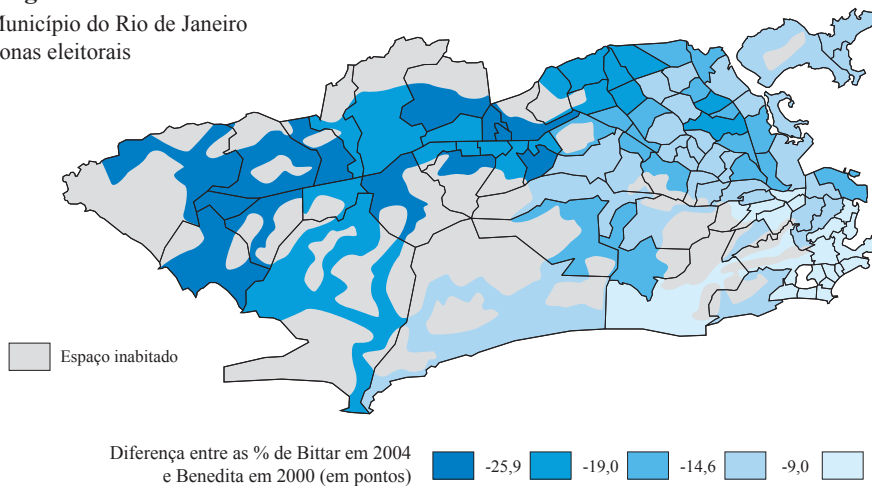 Município do Rio de Janeiro
onas eleitorais
Espaço inabitado
Diferença entre as % de Bittar em 2004
e Benedita em 2000 (em pontos)
-25,9 -19,0 -14,6 -9,0